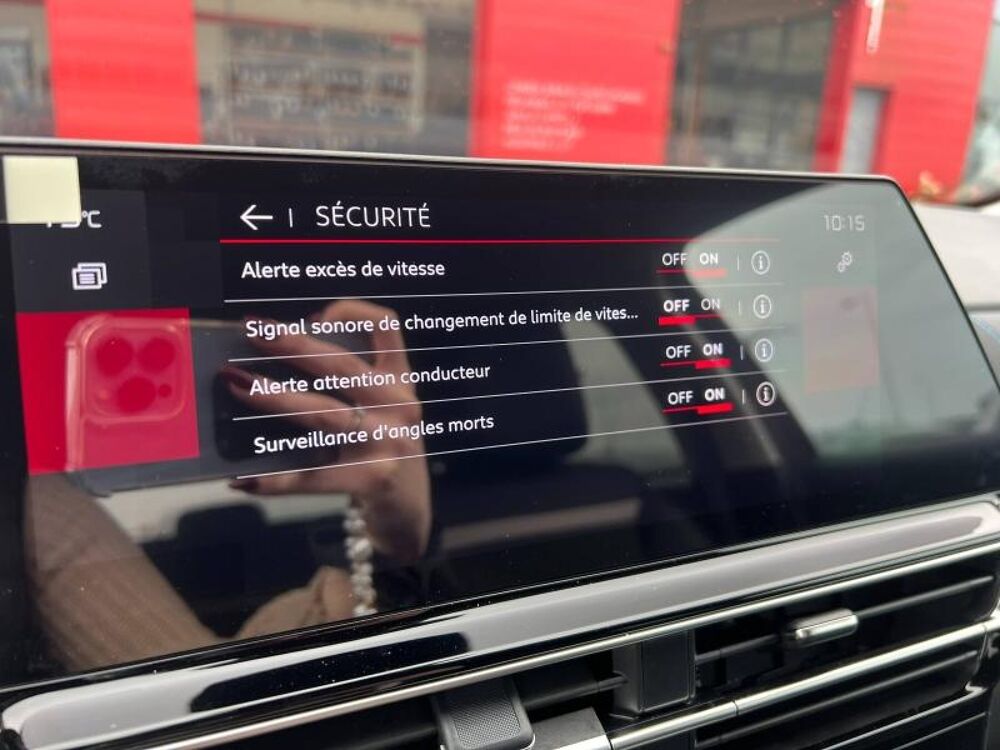 °C
SÉCURITÉ
10:15
Alerte excès de vitesse OFF ON
Signal sonore de changement de limite de vites... OFF ON
Alerte attention conducteur OFF ON
Surveillance d'angles morts OFF ON